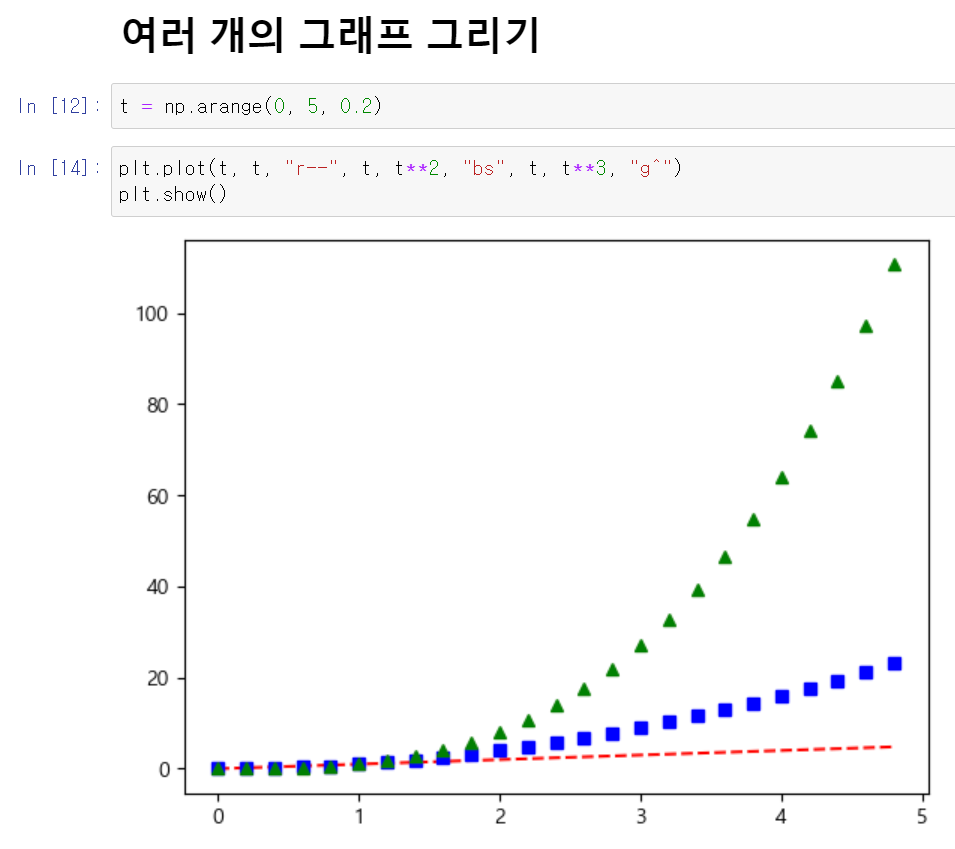 여러 개의 그래프 그리기
In [12]: t = np.arange(0, 5, 0.2)
In [14]: plt.plot(t, t, "r--", t, t**2, "bs", t, t**3, "g^")
plt.show()
100
80
60
40
20
0
0 1 2 3 4 5